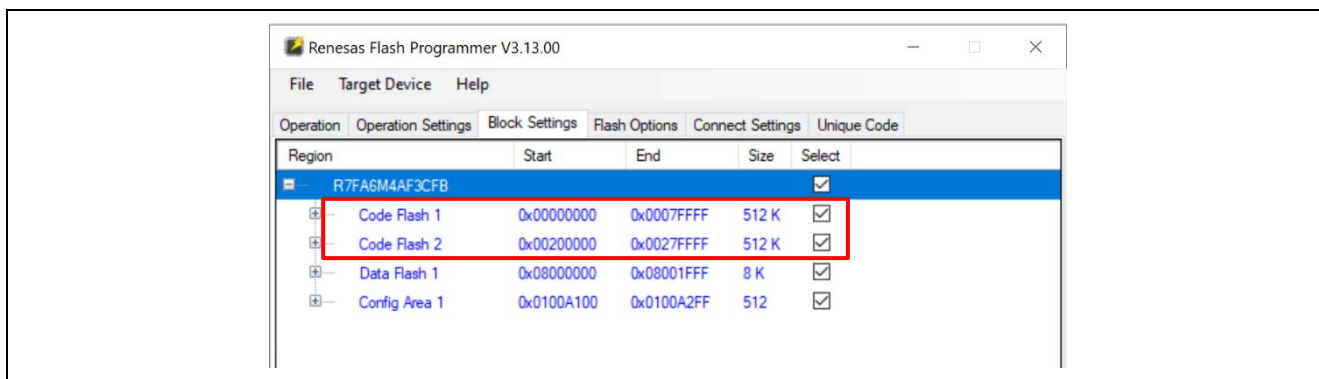 Renesas Flash Programmer V3.13.00
File Target Device Help
Operation Operation Settings Block Settings Flash Options Connect Settings Unique Code
Region Start End Size Select
R7FA6M4AF3CFB
Code Flash 1 0x00000000 0x0007FFFF 512 K
Code Flash 2 0x00200000 0x0027FFFF 512 K
Data Flash 1 0x08000000 0x08001FFF 8 K
Config Area 1 0x0100A100 0x0100A2FF 512